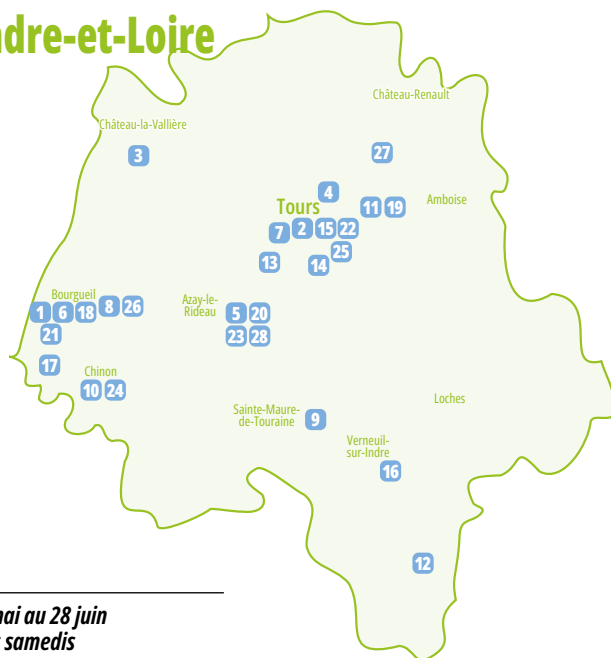 ndre-et-Loire
Château-Renault
Château-la-Vallière
3
27
4
Amboise
11 19
Tours
7 2 15 22
25
13
14
Bourgueil
1 6 18 8 26
21
Azay-le-
Rideau
5 20
23 28
17
Chinon
10 24
Loches
Sainte-Maure-
de-Touraine
9
Verneuil-
sur-Indre
16
12
nai au 28 juin
samedis